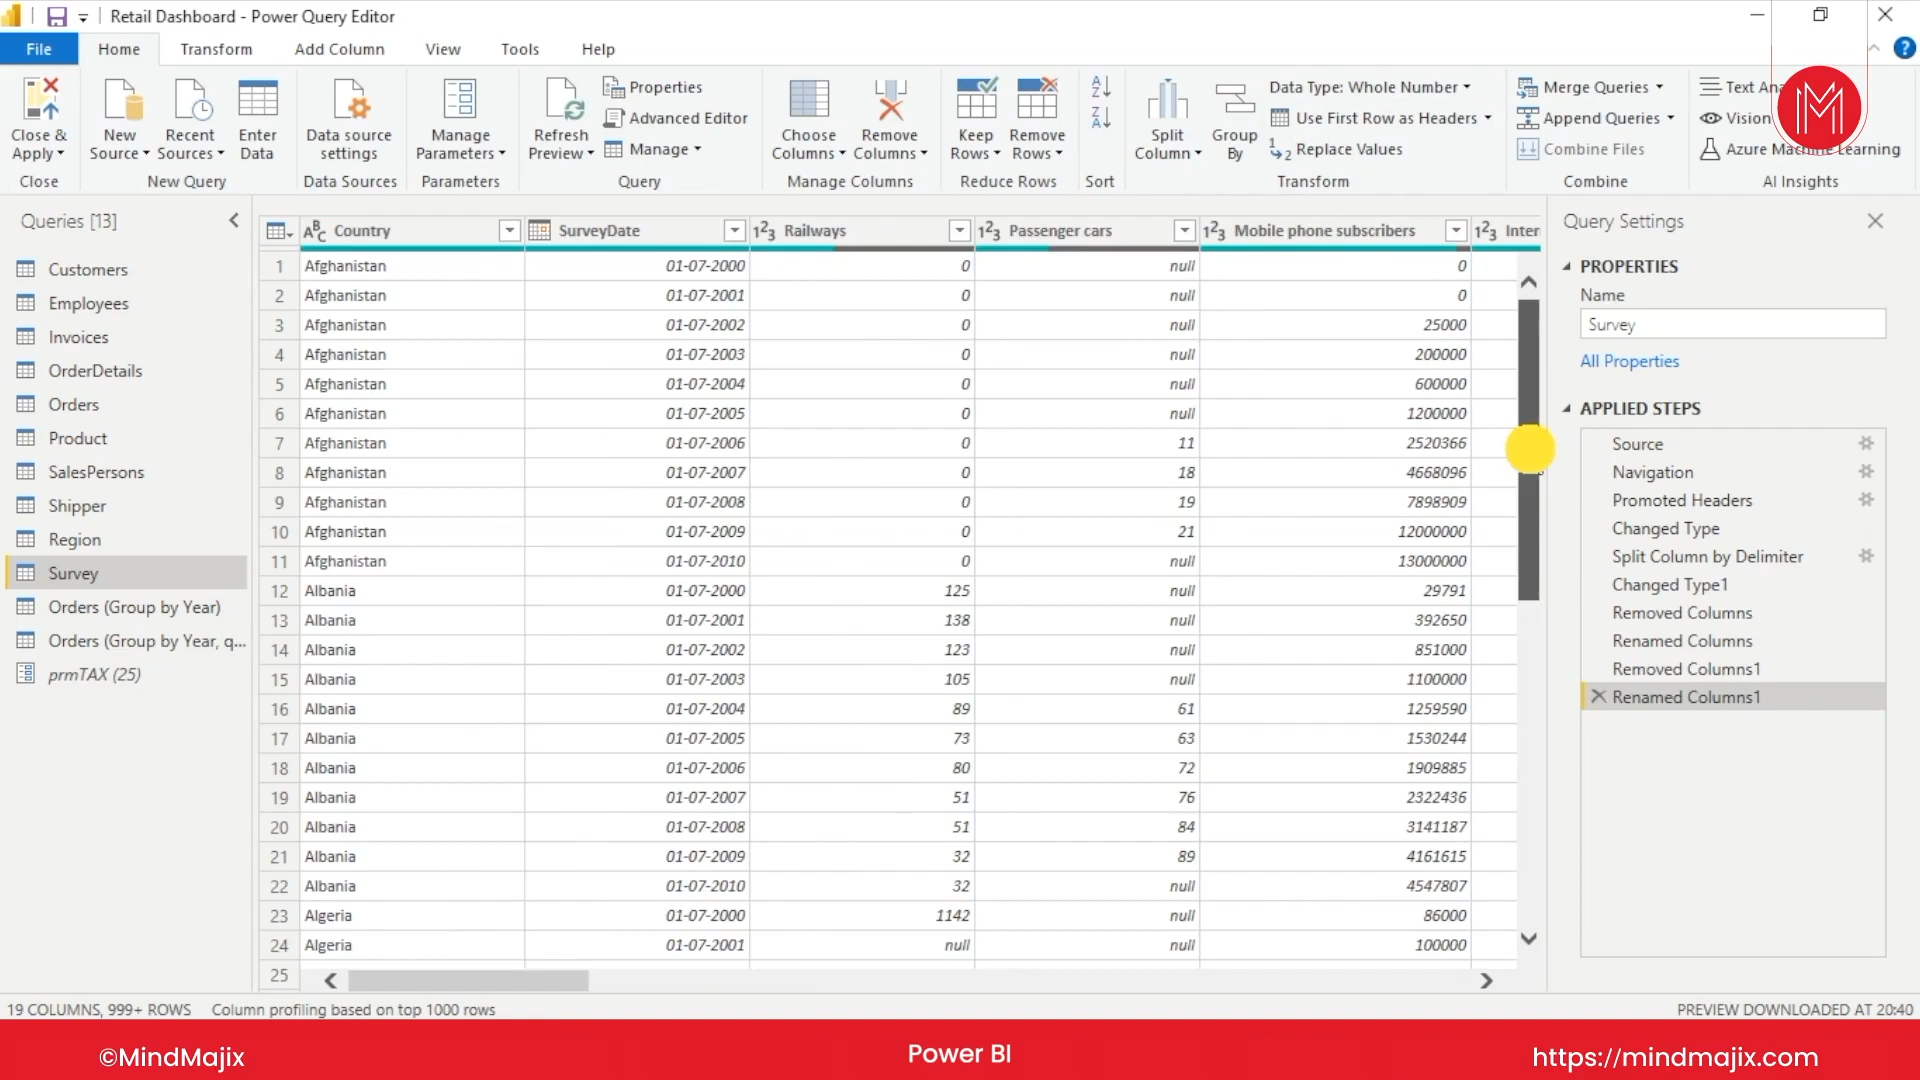 Retail Dashboard - Power Query Editor
File Home Transform Add Column View Tools Help
Close & Apply
Close
New Source
Recent Sources
Enter Data
New Query
Data source settings
Data Sources
Manage Parameters
Parameters
Refresh Preview
Properties
Advanced Editor
Manage
Query
Choose Columns
Remove Columns
Manage Columns
Keep Rows
Remove Rows
Reduce Rows
Sort
Split Column
Group By
Data Type: Whole Number
Use First Row as Headers
Replace Values
Transform
Merge Queries
Append Queries
Combine Files
Combine
Text Ana
Vision
Azure Machine Learning
AI Insights
Queries [13]
Customers
Employees
Invoices
OrderDetails
Orders
Product
SalesPersons
Shipper
Region
Survey
Orders (Group by Year)
Orders (Group by Year, q...
prmTAX (25)
Country SurveyDate Railways Passenger cars Mobile phone subscribers Inter
1 Afghanistan 01-07-2000 0 null 0
2 Afghanistan 01-07-2001 0 null 0
3 Afghanistan 01-07-2002 0 null 25000
4 Afghanistan 01-07-2003 0 null 200000
5 Afghanistan 01-07-2004 0 null 600000
6 Afghanistan 01-07-2005 0 null 1200000
7 Afghanistan 01-07-2006 0 11 2520366
8 Afghanistan 01-07-2007 0 18 4668096
9 Afghanistan 01-07-2008 0 19 7898909
10 Afghanistan 01-07-2009 0 21 12000000
11 Afghanistan 01-07-2010 0 null 13000000
12 Albania 01-07-2000 125 null 29791
13 Albania 01-07-2001 138 null 392650
14 Albania 01-07-2002 123 null 851000
15 Albania 01-07-2003 105 null 1100000
16 Albania 01-07-2004 89 61 1259590
17 Albania 01-07-2005 73 63 1530244
18 Albania 01-07-2006 80 72 1909885
19 Albania 01-07-2007 51 76 2322436
20 Albania 01-07-2008 51 84 3141187
21 Albania 01-07-2009 32 89 4161615
22 Albania 01-07-2010 32 null 4547807
23 Algeria 01-07-2000 1142 null 86000
24 Algeria 01-07-2001 null null 100000
25
Query Settings
PROPERTIES
Name
Survey
All Properties
APPLIED STEPS
Source
Navigation
Promoted Headers
Changed Type
Split Column by Delimiter
Changed Type1
Removed Columns
Renamed Columns
Removed Columns1
Renamed Columns1
19 COLUMNS, 999+ ROWS Column profiling based on top 1000 rows
PREVIEW DOWNLOADED AT 20:40
©MindMajix Power BI https://mindmajix.com